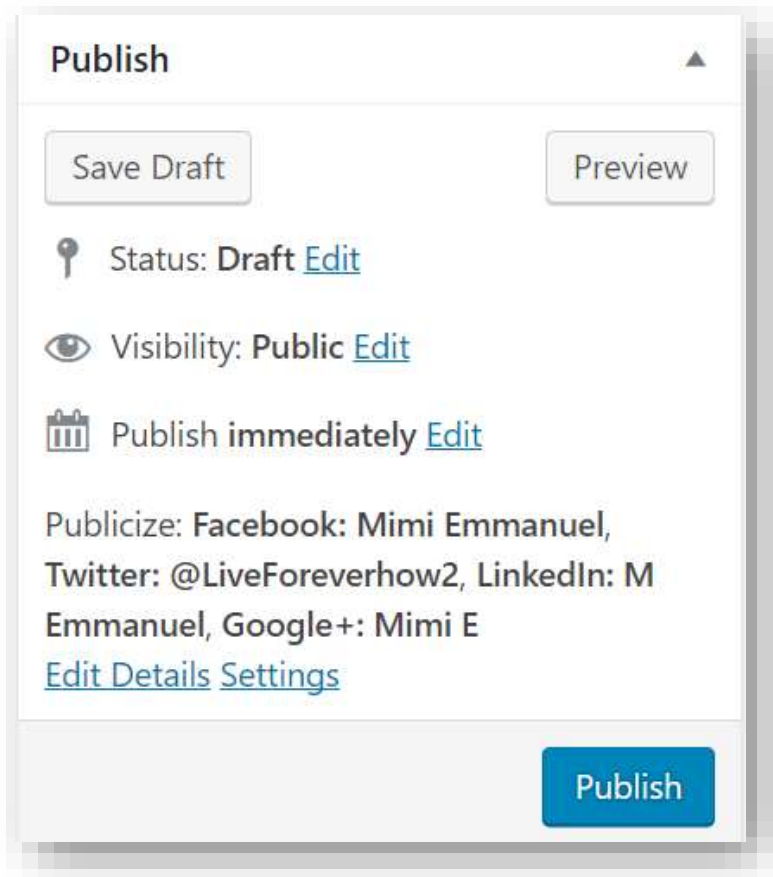 Publish
Save Draft Preview
Status: Draft Edit
Visibility: Public Edit
Publish immediately Edit
Publicize: Facebook: Mimi Emmanuel,
Twitter: @LiveForeverhow2, LinkedIn: M
Emmanuel, Google+: Mimi E
Edit Details Settings
Publish